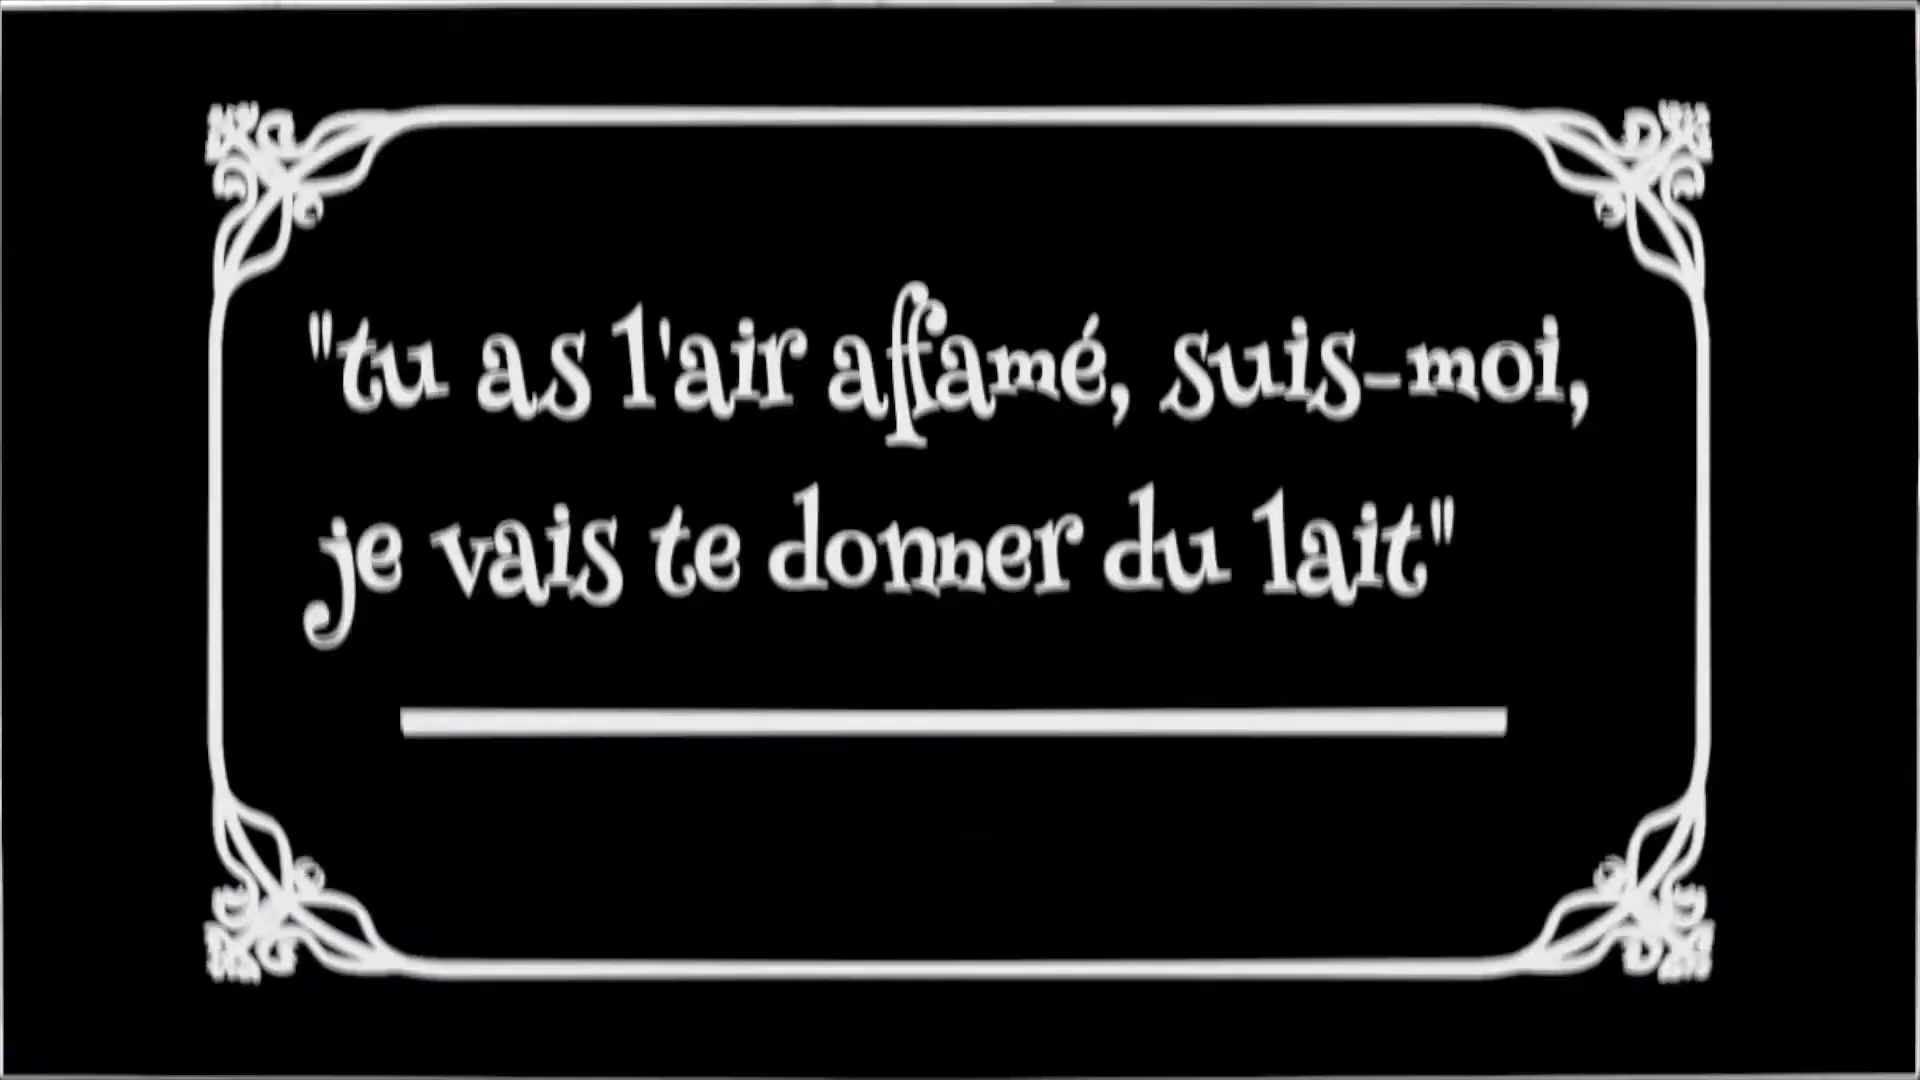 "tu as l'air affamé, suis-moi,
je vais te donner du lait"